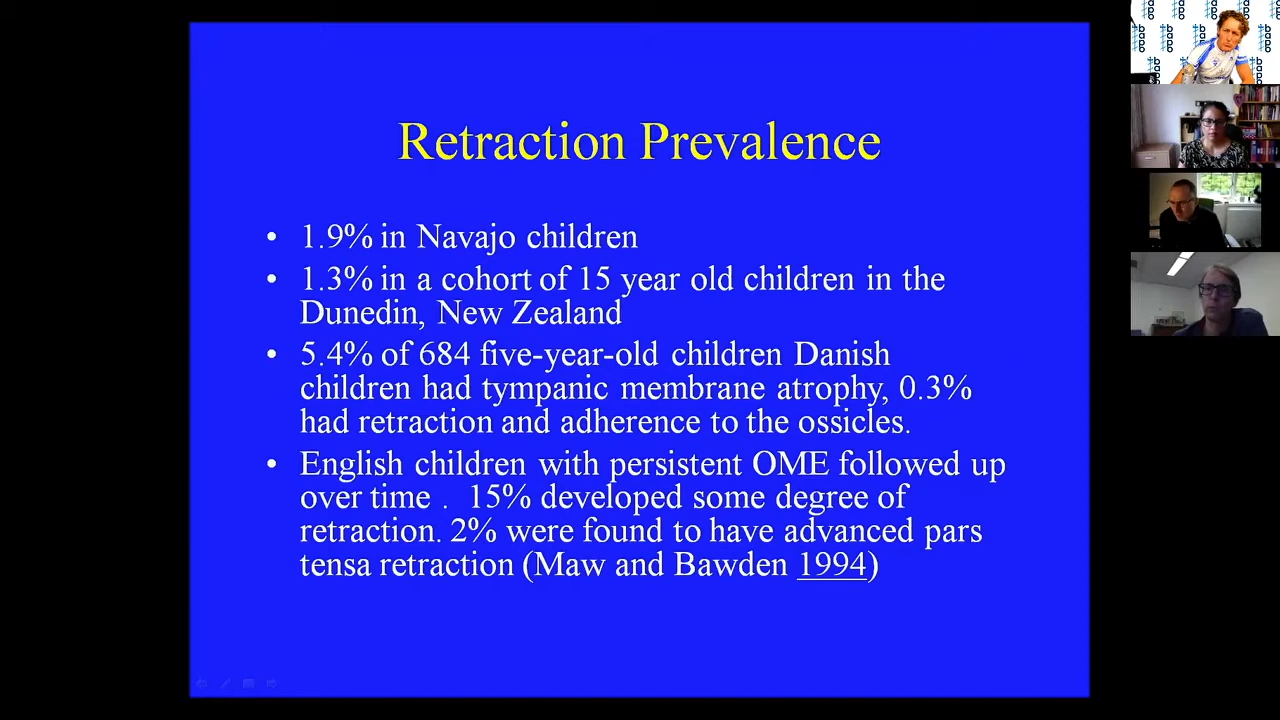 Retraction Prevalence
• 1.9% in Navajo children
• 1.3% in a cohort of 15 year old children in the
Dunedin, New Zealand
• 5.4% of 684 five-year-old children Danish
children had tympanic membrane atrophy, 0.3%
had retraction and adherence to the ossicles.
• English children with persistent OME followed up
over time . 15% developed some degree of
retraction. 2% were found to have advanced pars
tensa retraction (Maw and Bawden 1994)